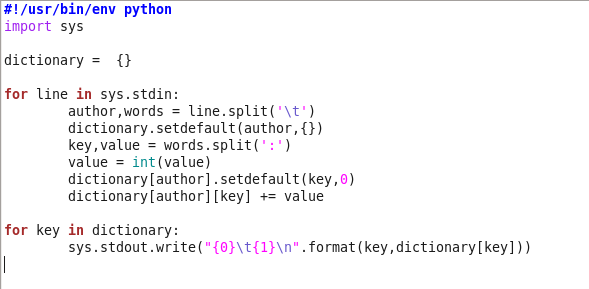 #!/usr/bin/env python
import sys

dictionary =  {}

for line in sys.stdin:
        author,words = line.split('\t')
        dictionary.setdefault(author,{})
        key,value = words.split(':')
        value = int(value)
        dictionary[author].setdefault(key,0)
        dictionary[author][key] += value

for key in dictionary:
        sys.stdout.write("{0}\t{1}\n".format(key,dictionary[key]))